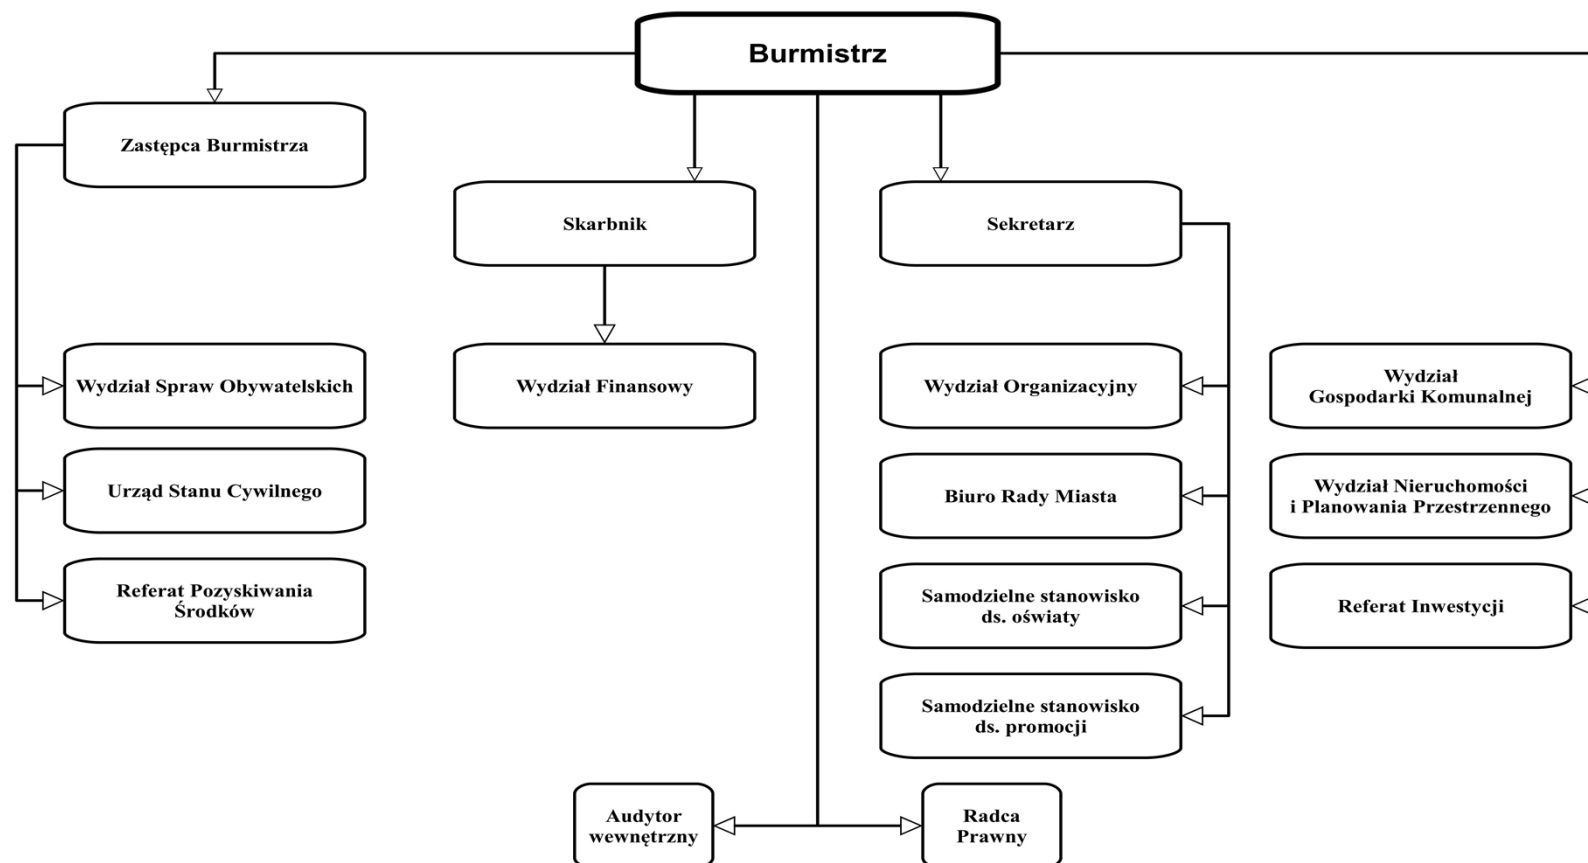 Burmistrz
Zastępca Burmistrza
Skarbnik
Sekretarz
Wydział Spraw Obywatelskich
Wydział Finansowy
Wydział Organizacyjny
Wydział
Gospodarki Komunalnej
Urząd Stanu Cywilnego
Biuro Rady Miasta
Wydział Nieruchomości
i Planowania Przestrzennego
Referat Pozyskiwania
Środków
Samodzielne stanowisko
ds. oświaty
Referat Inwestycji
Samodzielne stanowisko
ds. promocji
Audytor
wewnętrzny
Radca
Prawny